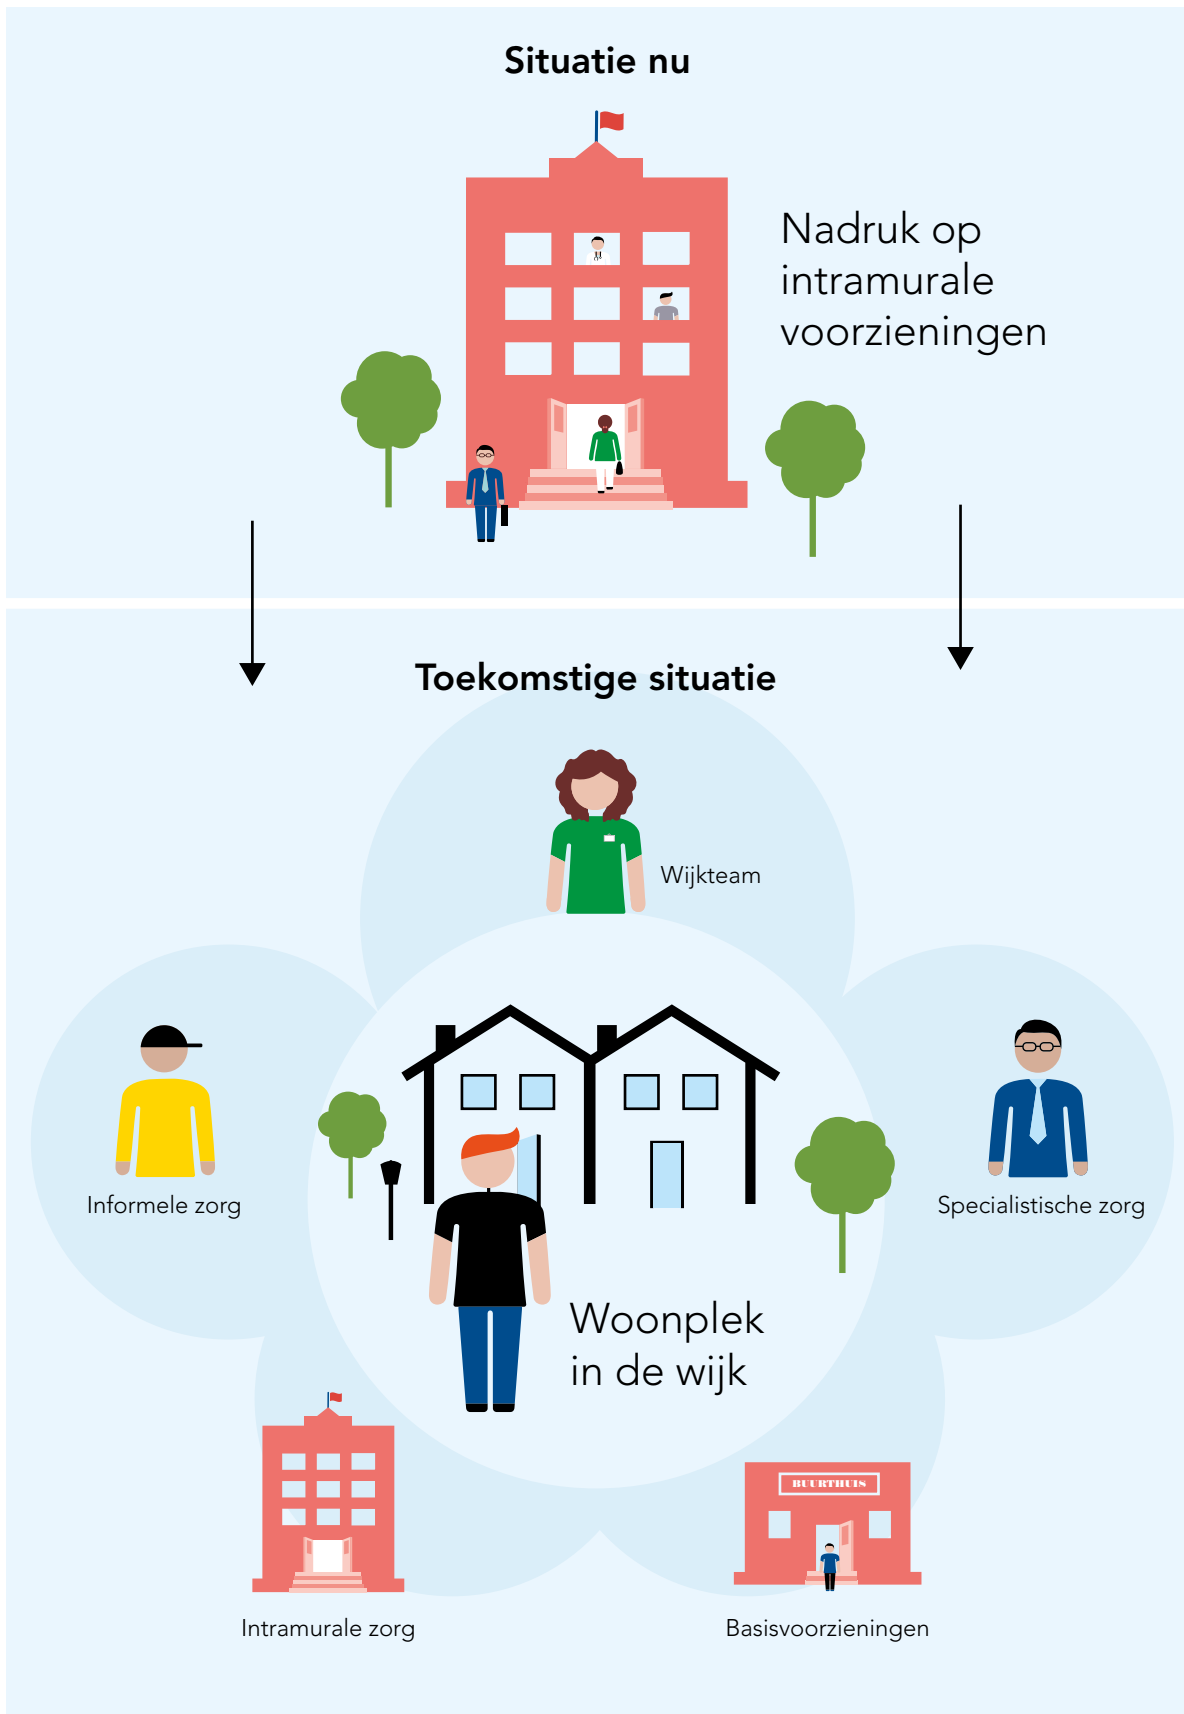 Situatie nu
Nadruk op
intramurale
voorzieningen
Toekomstige situatie
Wijkteam
Informele zorg
Specialistische zorg
Woonplek
in de wijk
BUURTHUIS
Intramurale zorg
Basisvoorzieningen